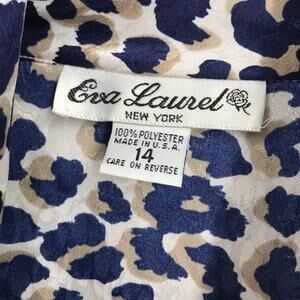 Eva Laurel
NEW YORK
100% POLYESTER
MADE IN U.S.A.
14
CARE ON REVERSE